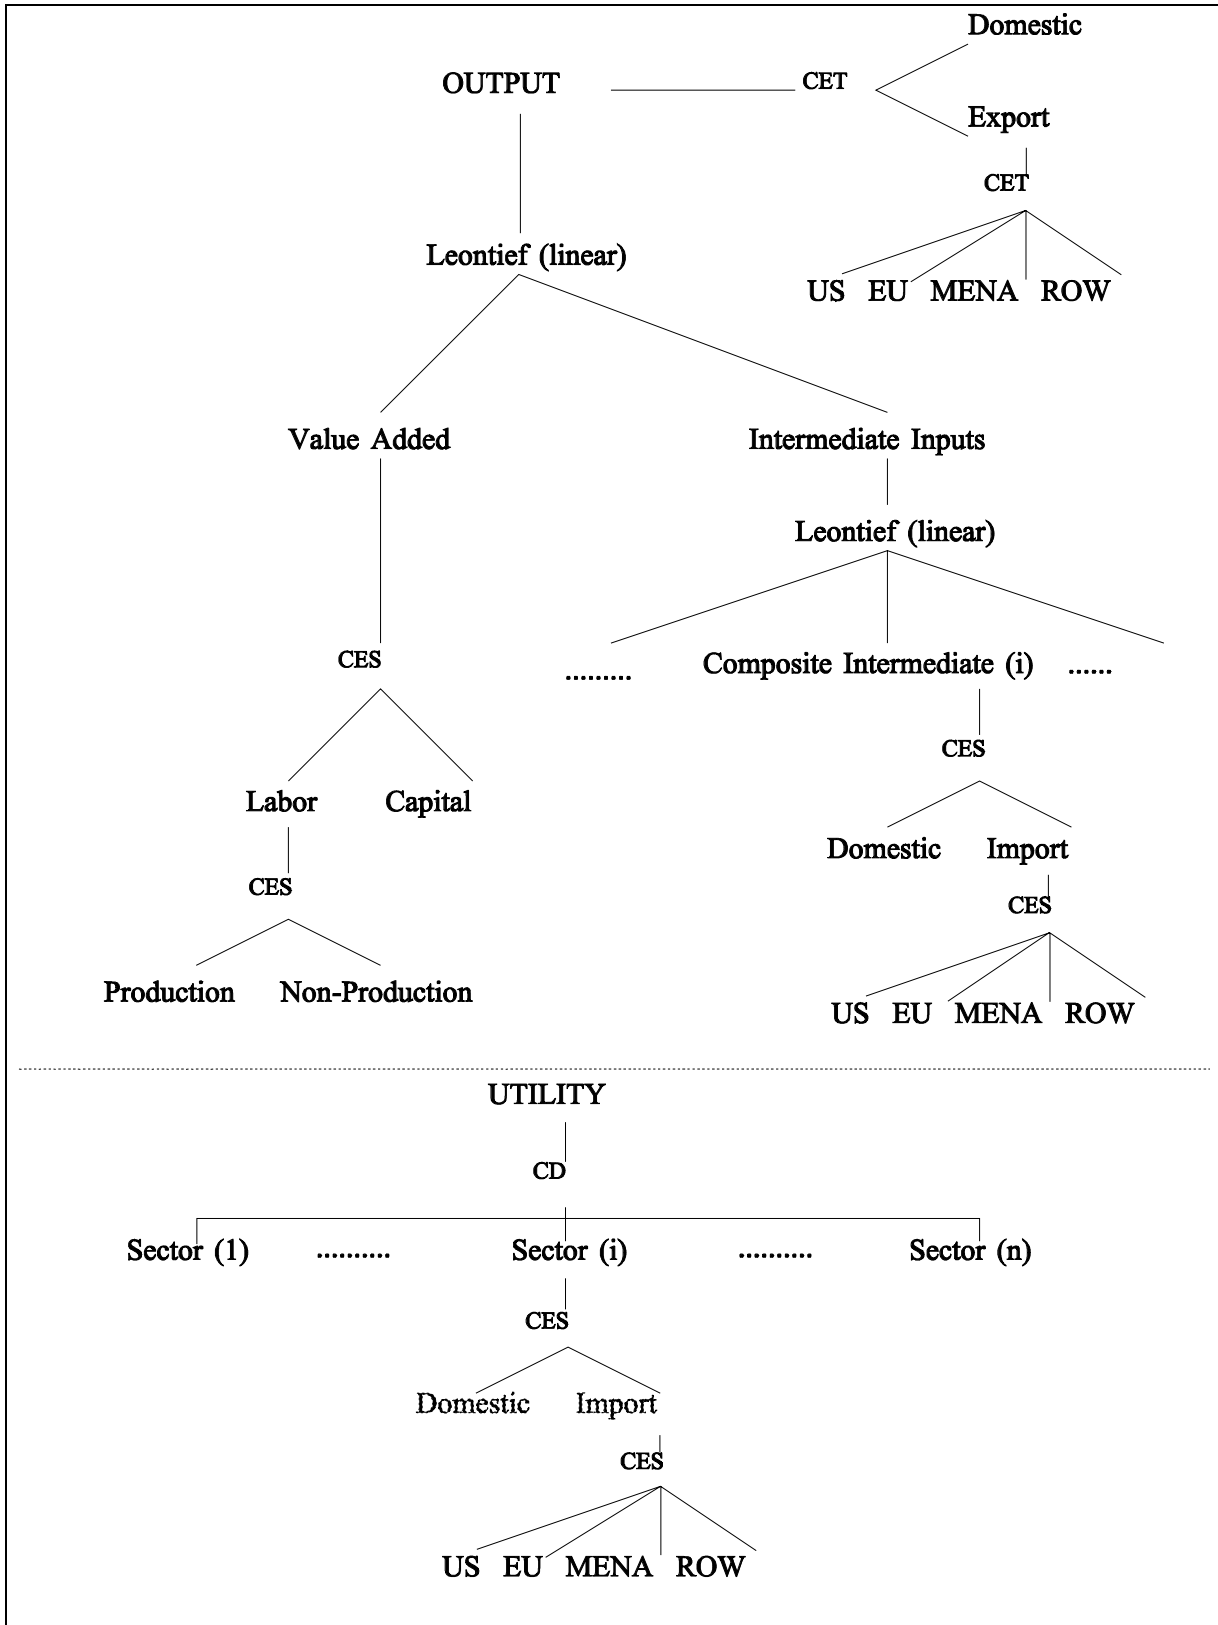 Domestic
OUTPUT CET
Export
CET
Leontief (linear)
US EU MENA ROW
Value Added Intermediate Inputs
Leontief (linear)
CES ......... Composite Intermediate (i) ......
CES
Labor Capital
Domestic Import
CES CES
Production Non-Production
US EU MENA ROW
UTILITY
CD
Sector (1) .......... Sector (i) .......... Sector (n)
CES
Domestic Import
CES
US EU MENA ROW